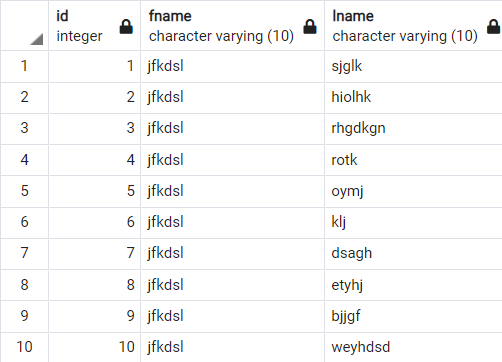 id fname lname
integer character varying (10) character varying (10)
1 1 jfkdsl sjglk
2 2 jfkdsl hiolhk
3 3 jfkdsl rhgdkgn
4 4 jfkdsl rotk
5 5 jfkdsl oymj
6 6 jfkdsl klj
7 7 jfkdsl dsagh
8 8 jfkdsl etyhj
9 9 jfkdsl bjjgf
10 10 jfkdsl weyhdsd